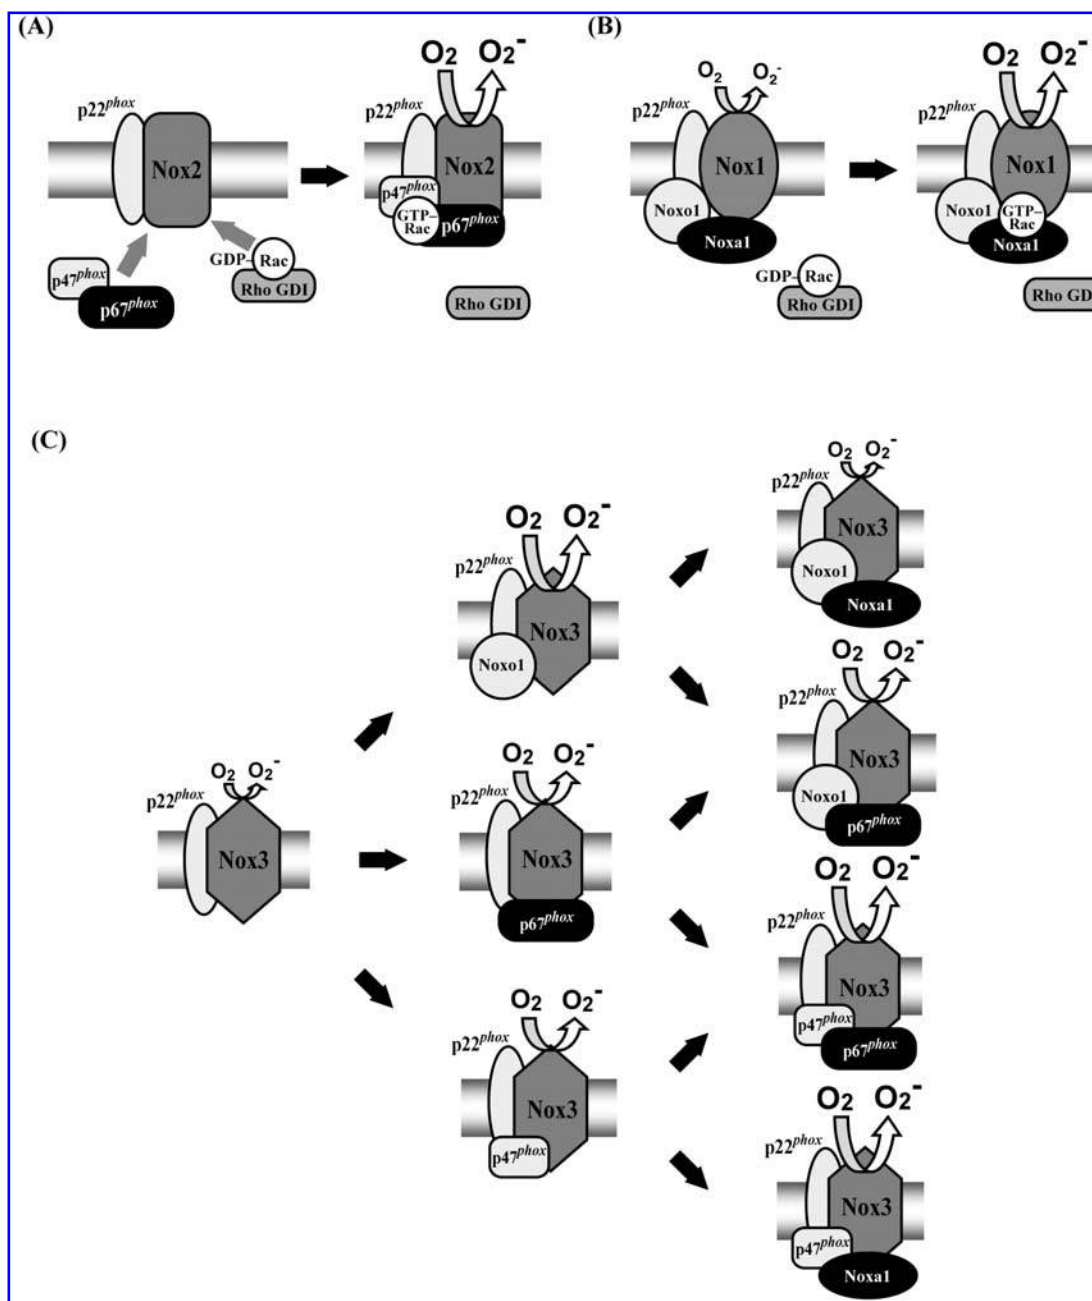 (A)
O2 O2-
p22phox
Nox2
GDP-Rac
Rho GDI
p47phox
p67phox
p22phox
Nox2
p47phox
GTP–
Rac
p67phox
Rho GDI
(B)
O2 O2-
p22phox
Nox1
Noxo1
Noxa1
GDP-Rac
Rho GDI
O2 O2-
p22phox
Nox1
Noxo1
GTP–
Rac
Noxa1
Rho GD
(C)
O2 O2-
p22phox
Nox3
O2 O2-
p22phox
Nox3
Noxo1
O2 O2-
p22phox
Nox3
p67phox
O2 O2-
p22phox
Nox3
p47phox
O2 O2-
p22phox
Nox3
Noxo1
Noxa1
O2 O2-
p22phox
Nox3
Noxo1
p67phox
O2 O2-
p22phox
Nox3
p47phox
p67phox
O2 O2-
p22phox
Nox3
p47phox
Noxa1